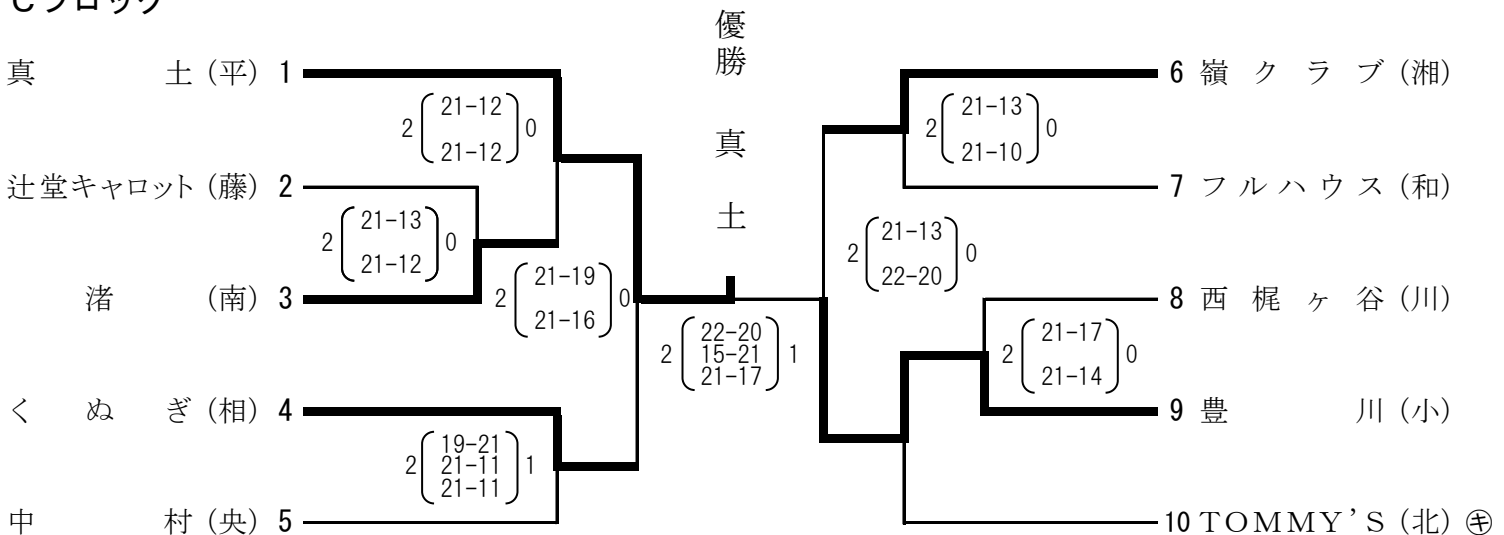 Cブロック
優勝 真土
真土(平) 1
2 (21-12 21-12) 0
辻堂キャロット(藤) 2
2 (21-13 21-12) 0
渚(南) 3
2 (21-19 21-16) 0
くぬぎ(相) 4
2 (19-21 21-11 21-11) 1
中村(央) 5
2 (22-20 15-21 21-17) 1
6 嶺クラブ(湘)
2 (21-13 21-10) 0
7 フルハウス(和)
2 (21-13 22-20) 0
8 西梶ヶ谷(川)
2 (21-17 21-14) 0
9 豊川(小)
10 TOMMY'S(北) ㋖